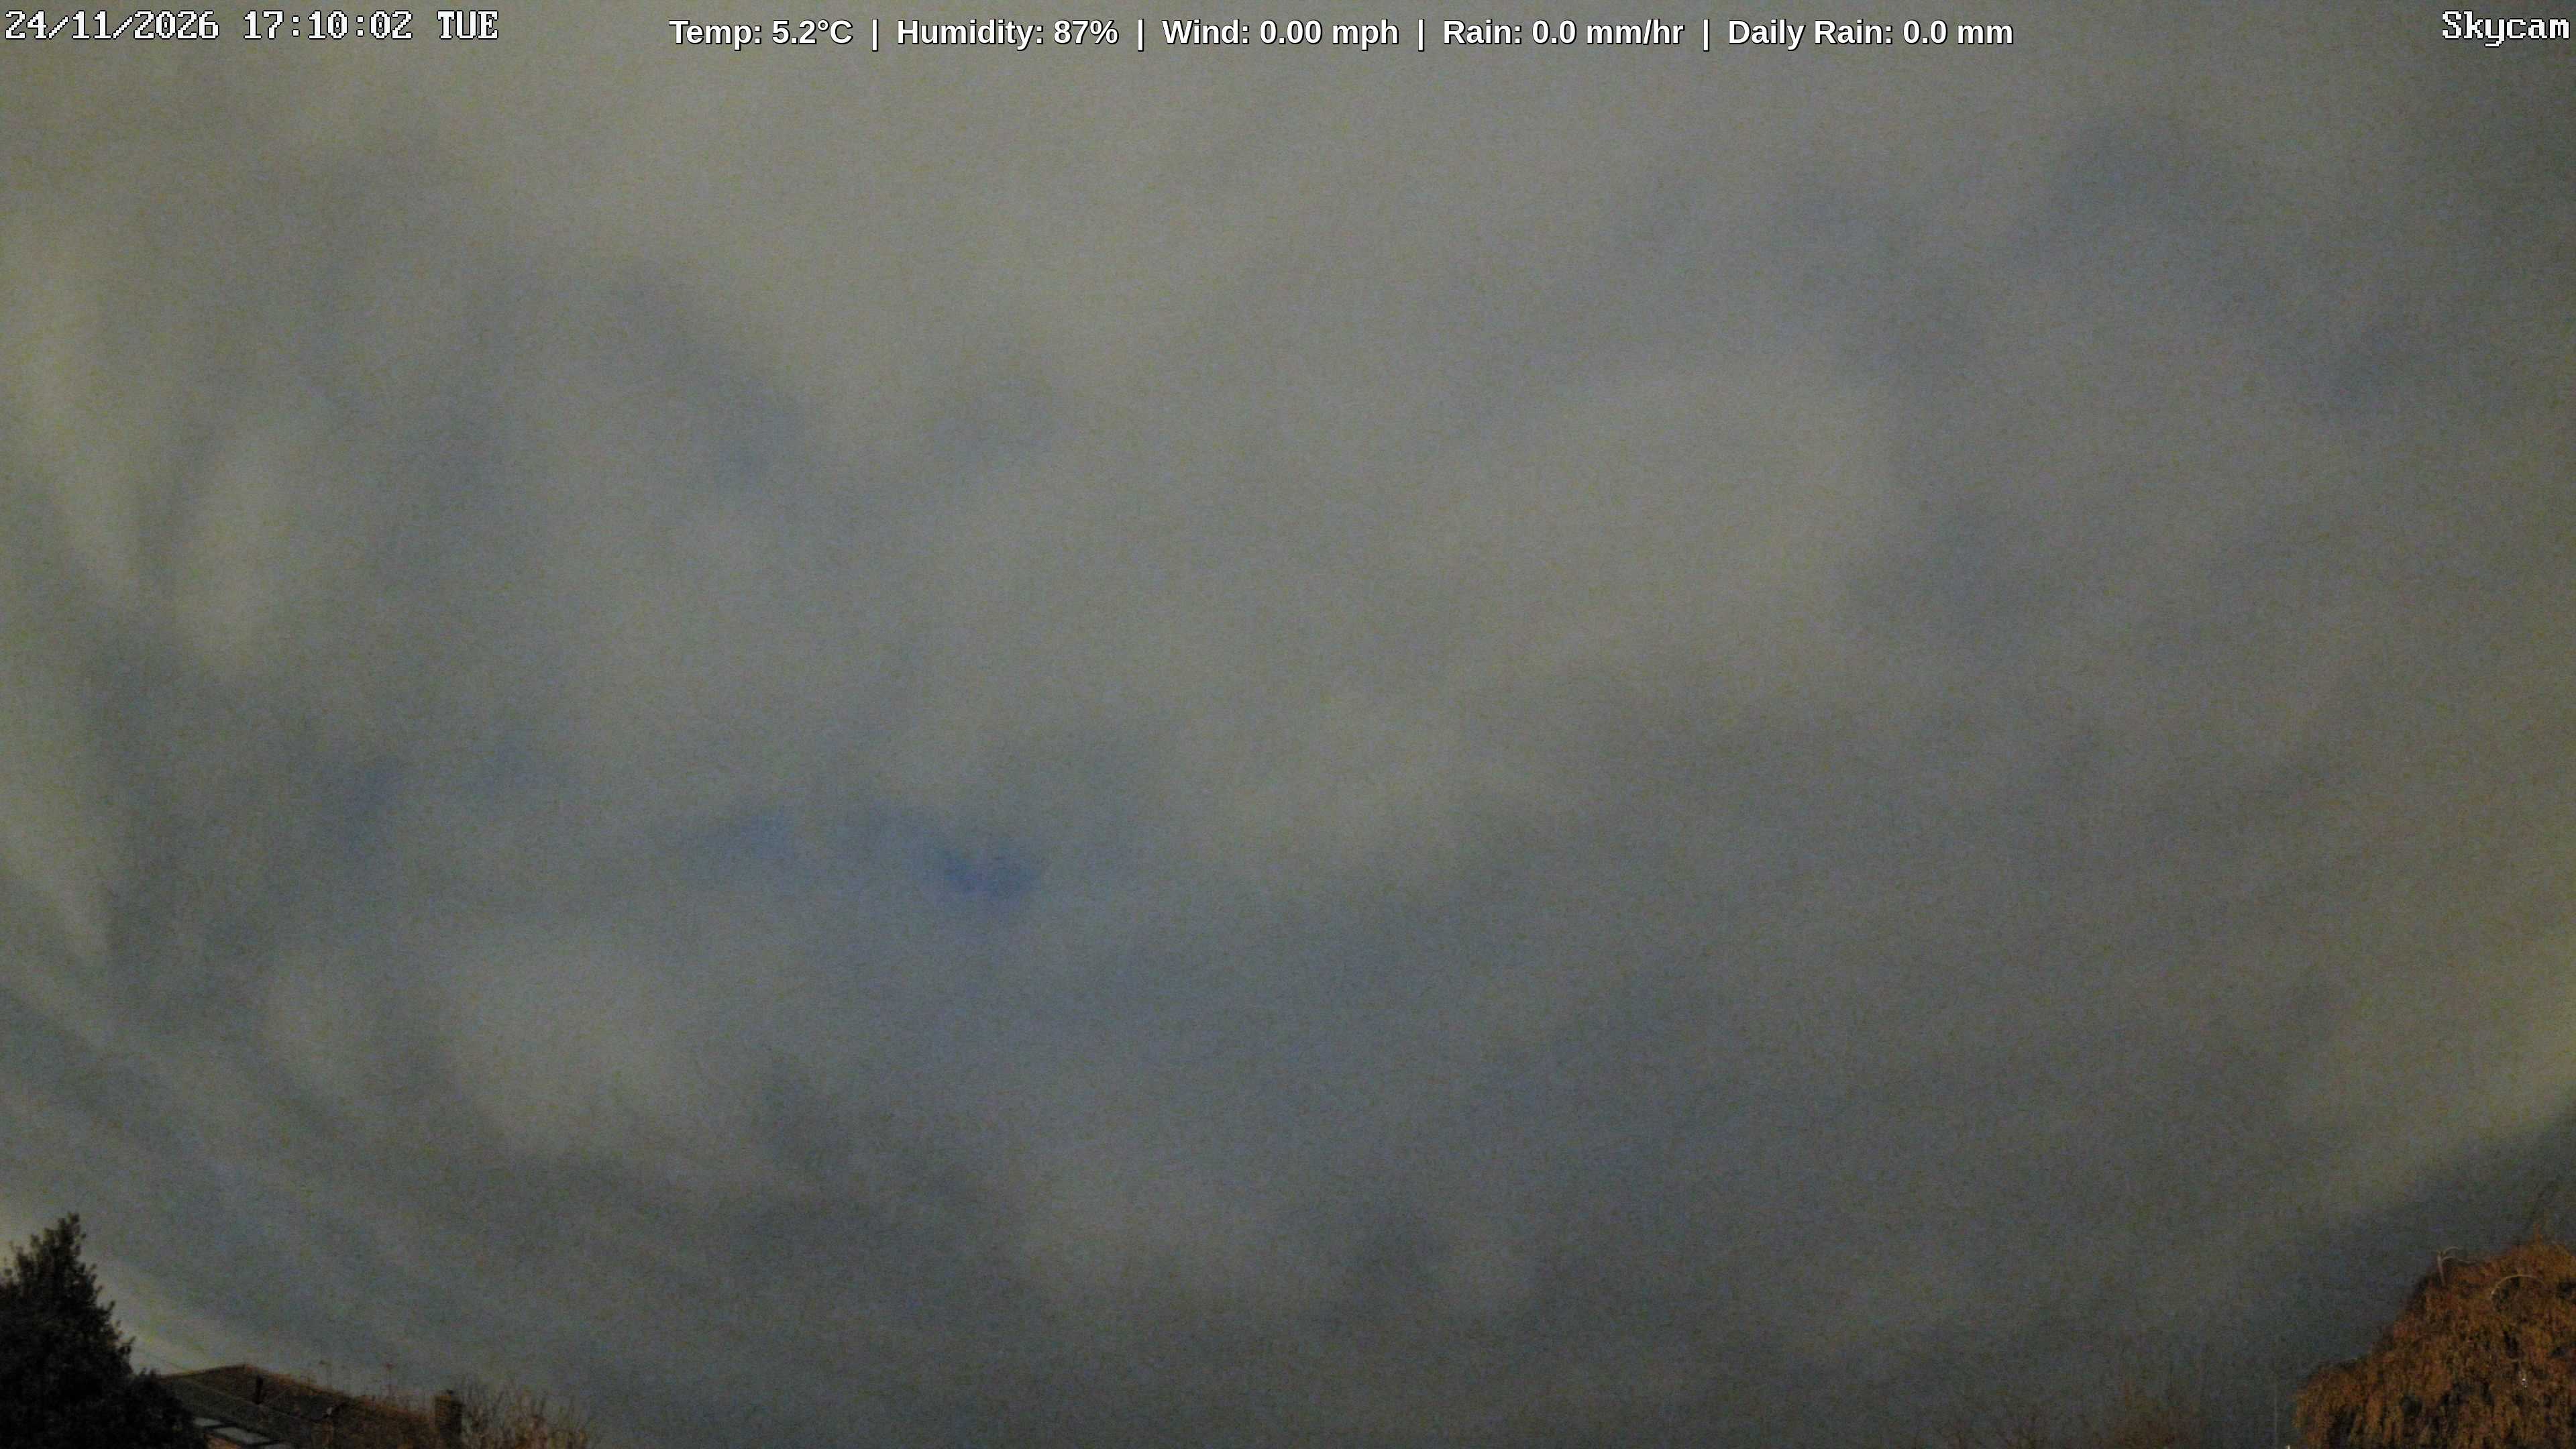 24/11/2026 17:10:02 TUE
Temp: 5.2°C | Humidity: 87% | Wind: 0.00 mph | Rain: 0.0 mm/hr | Daily Rain: 0.0 mm
Skycam